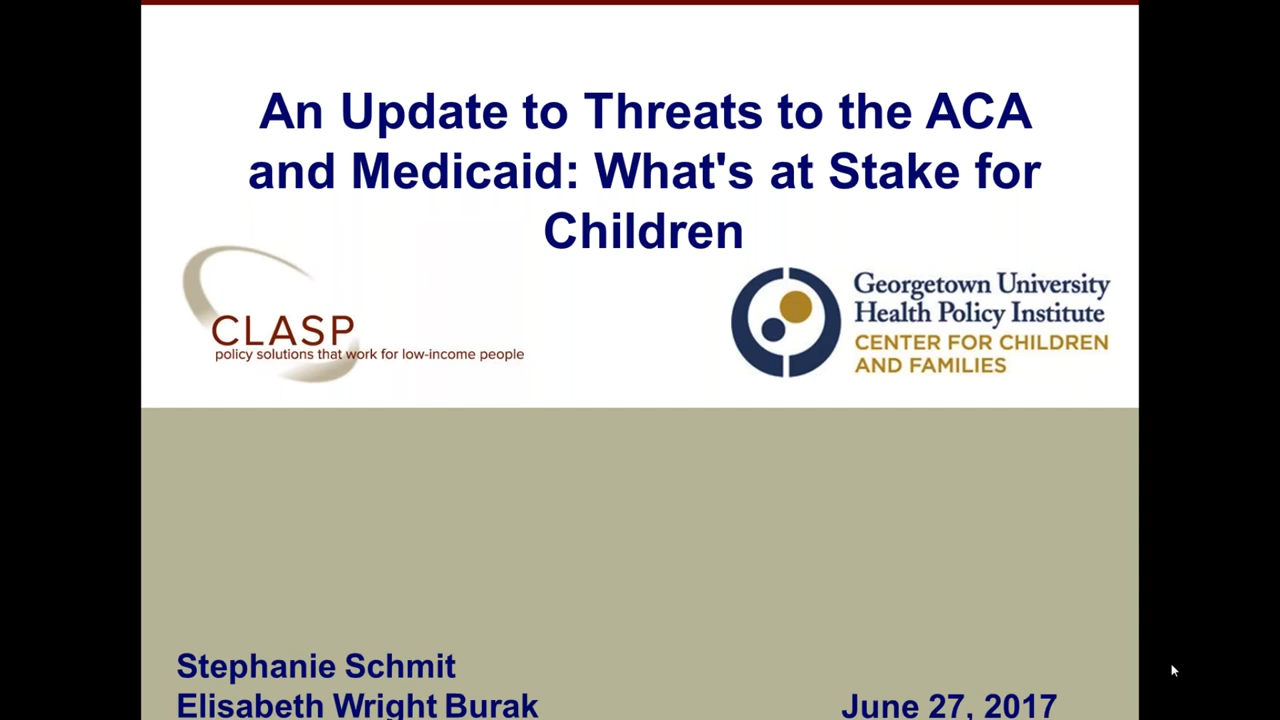 An Update to Threats to the ACA
and Medicaid: What's at Stake for
Children
CLASP
policy solutions that work for low-income people
Georgetown University
Health Policy Institute
CENTER FOR CHILDREN
AND FAMILIES
Stephanie Schmit
Elisabeth Wright Burak
June 27, 2017